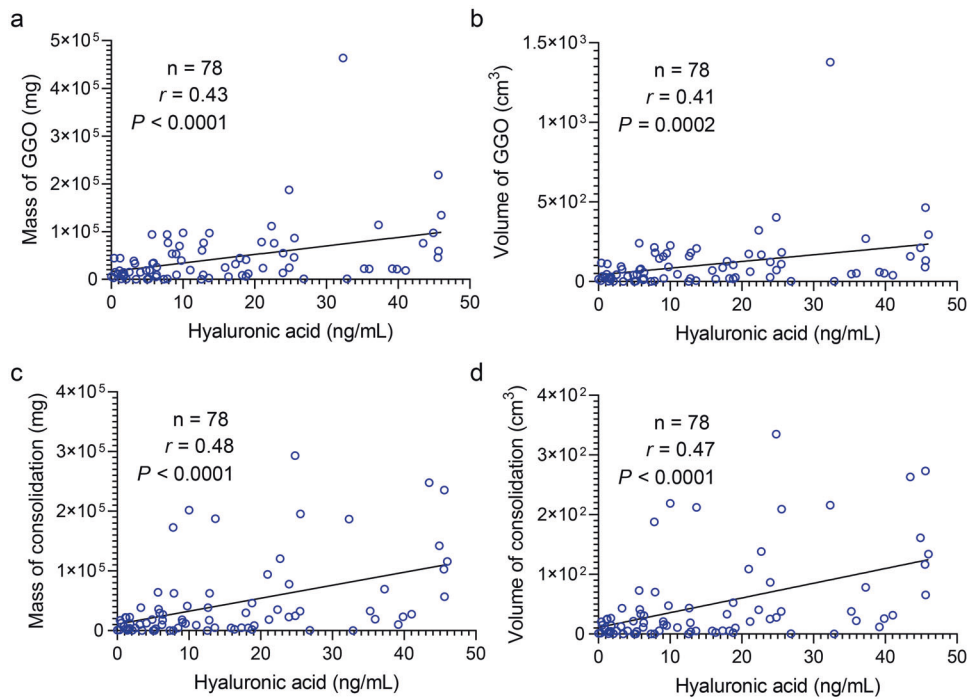 a
Mass of GGO (mg)
5×10⁵
4×10⁵
3×10⁵
2×10⁵
1×10⁵
0
n = 78
r = 0.43
P < 0.0001
0 10 20 30 40 50
Hyaluronic acid (ng/mL)
b
Volume of GGO (cm³)
1.5×10³
1×10³
5×10²
0
n = 78
r = 0.41
P = 0.0002
0 10 20 30 40 50
Hyaluronic acid (ng/mL)
c
Mass of consolidation (mg)
4×10⁵
3×10⁵
2×10⁵
1×10⁵
0
n = 78
r = 0.48
P < 0.0001
0 10 20 30 40 50
Hyaluronic acid (ng/mL)
d
Volume of consolidation (cm³)
4×10²
3×10²
2×10²
1×10²
0
n = 78
r = 0.47
P < 0.0001
0 10 20 30 40 50
Hyaluronic acid (ng/mL)